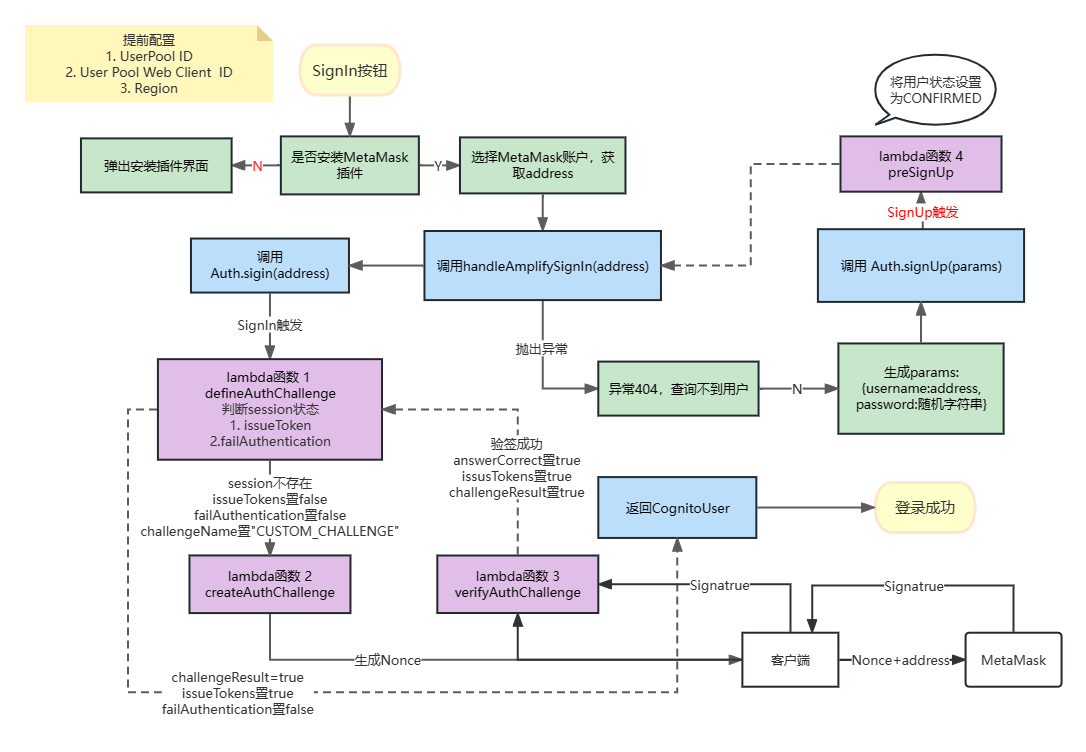 提前配置
1. UserPool ID
2. User Pool Web Client  ID
3. Region
SignIn按钮
将用户状态设置
为CONFIRMED
弹出安装插件界面
N
是否安装MetaMask
插件
Y
选择MetaMask账户，获
取address
lambda函数 4
preSignUp
SignUp触发
调用
Auth.sigin(address)
调用handleAmplifySignIn(address)
调用 Auth.signUp(params)
SignIn触发
抛出异常
lambda函数 1
defineAuthChallenge
判断session状态
1. issueToken
2.failAuthentication
异常404，查询不到用户
N
生成params:
{username:address,
password:随机字符串}
验签成功
answerCorrect置true
issusTokens置true
challengeResult置true
session不存在
issueTokens置false
failAuthentication置false
challengeName置"CUSTOM_CHALLENGE"
返回CognitoUser
登录成功
lambda函数 2
createAuthChallenge
lambda函数 3
verifyAuthChallenge
Signatrue
Signatrue
生成Nonce
客户端
Nonce+address
MetaMask
challengeResult=true
issueTokens置true
failAuthentication置false